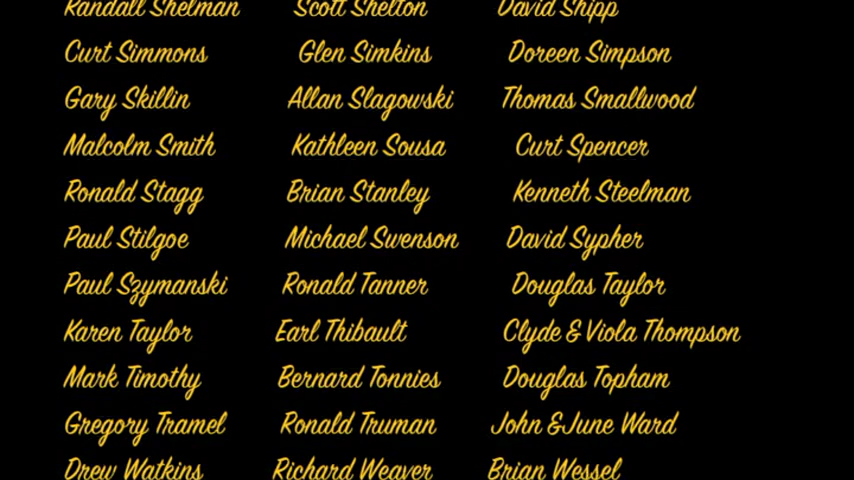 Randall Shelman Scott Shelton David Shipp
Curt Simmons Glen Simkins Doreen Simpson
Gary Skillin Allan Slagowski Thomas Smallwood
Malcolm Smith Kathleen Sousa Curt Spencer
Ronald Stagg Brian Stanley Kenneth Steelman
Paul Stilgoe Michael Swenson David Sypher
Paul Szymanski Ronald Tanner Douglas Taylor
Karen Taylor Earl Thibault Clyde & Viola Thompson
Mark Timothy Bernard Tonnies Douglas Topham
Gregory Tramel Ronald Truman John &June Ward
Drew Watkins Richard Weaver Brian Wessel